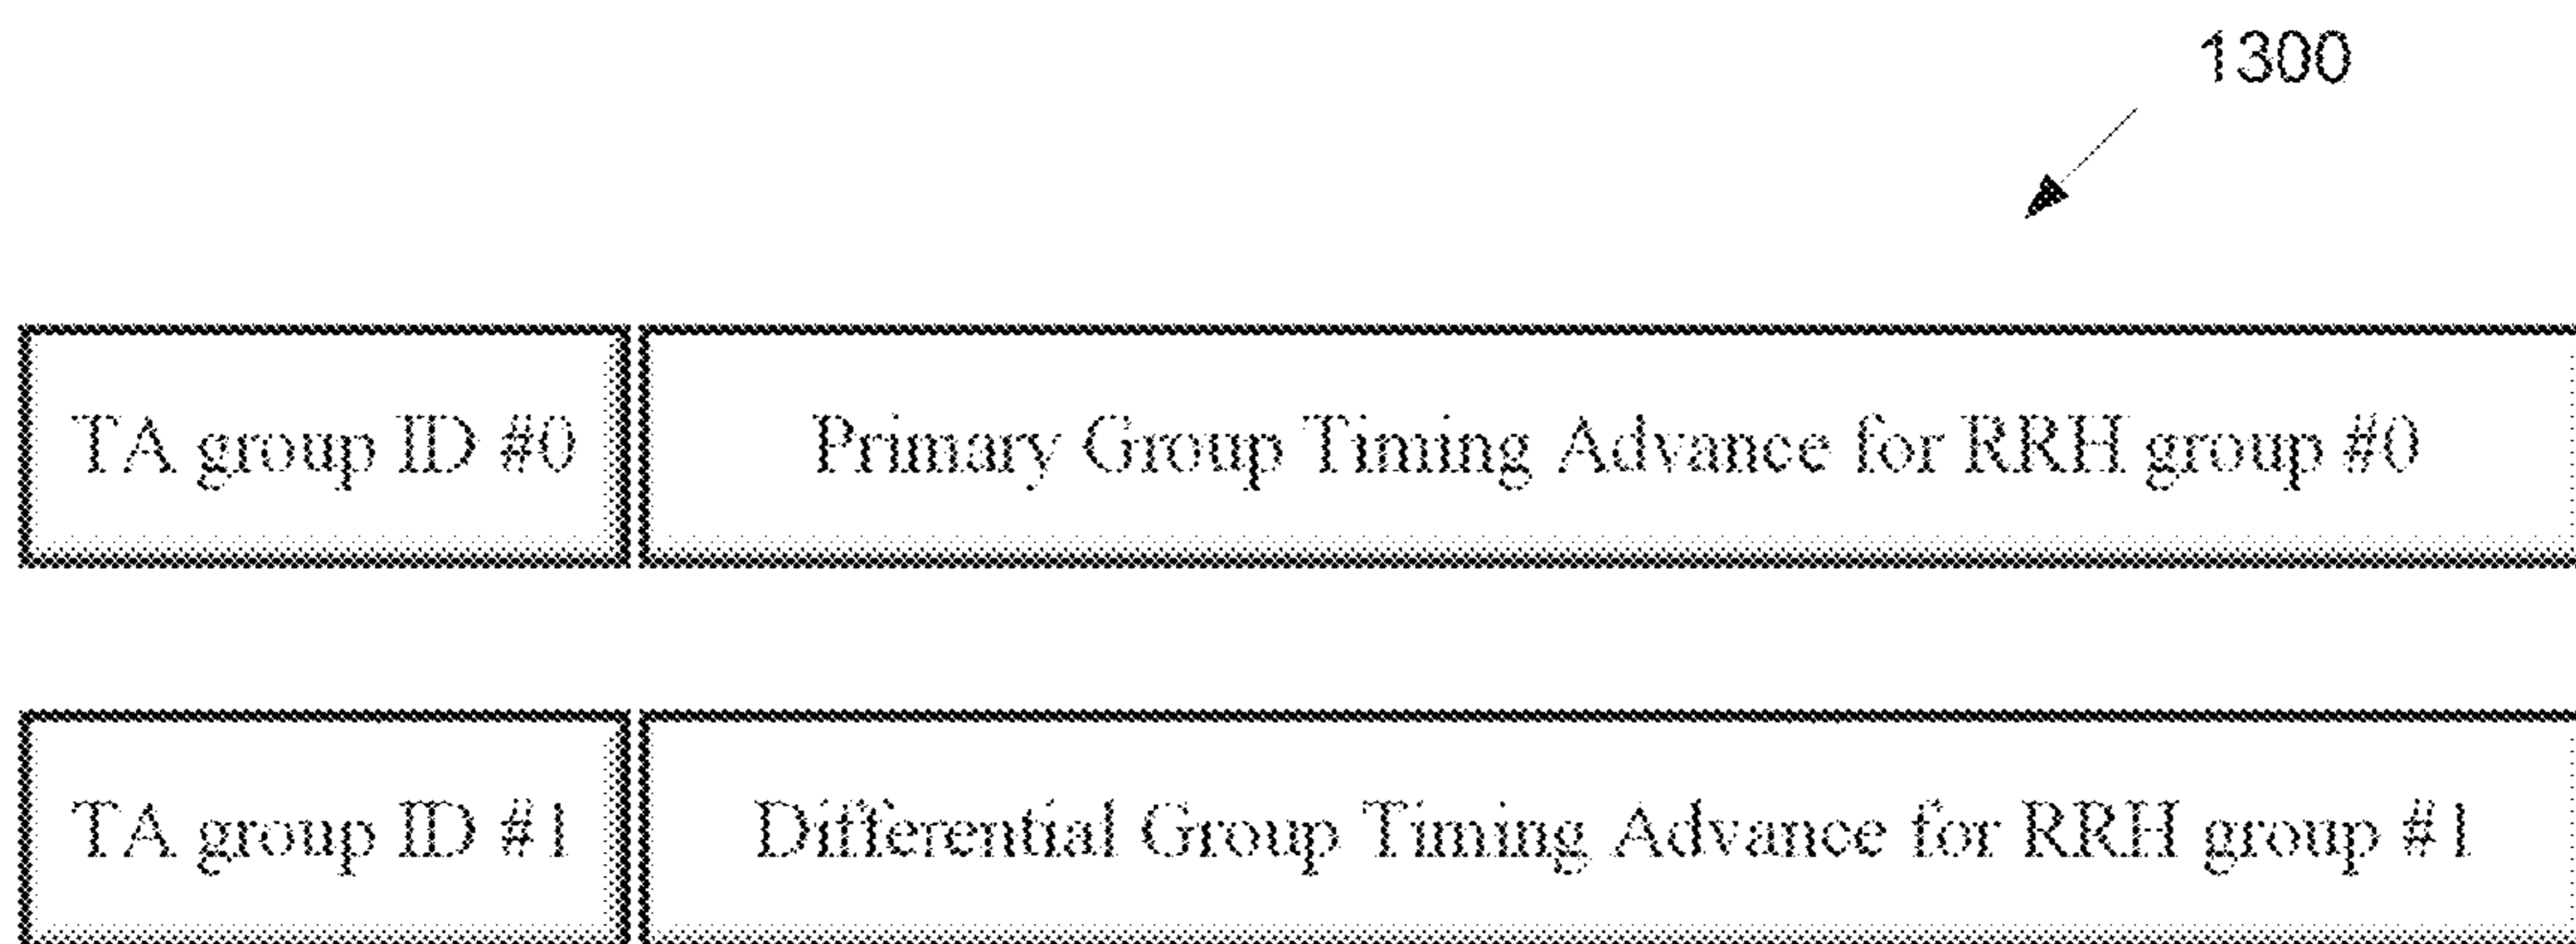 1300
TA group ID #0 Primary Group Timing Advance for RRH group #0
TA group ID #1 Differential Group Timing Advance for RRH group #1